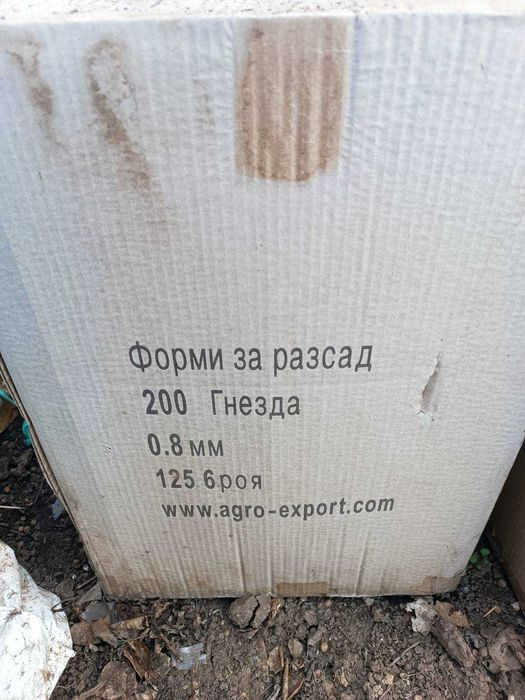 Форми за разсад
200 Гнезда
0.8 мм
125 броя
www.agro-export.com